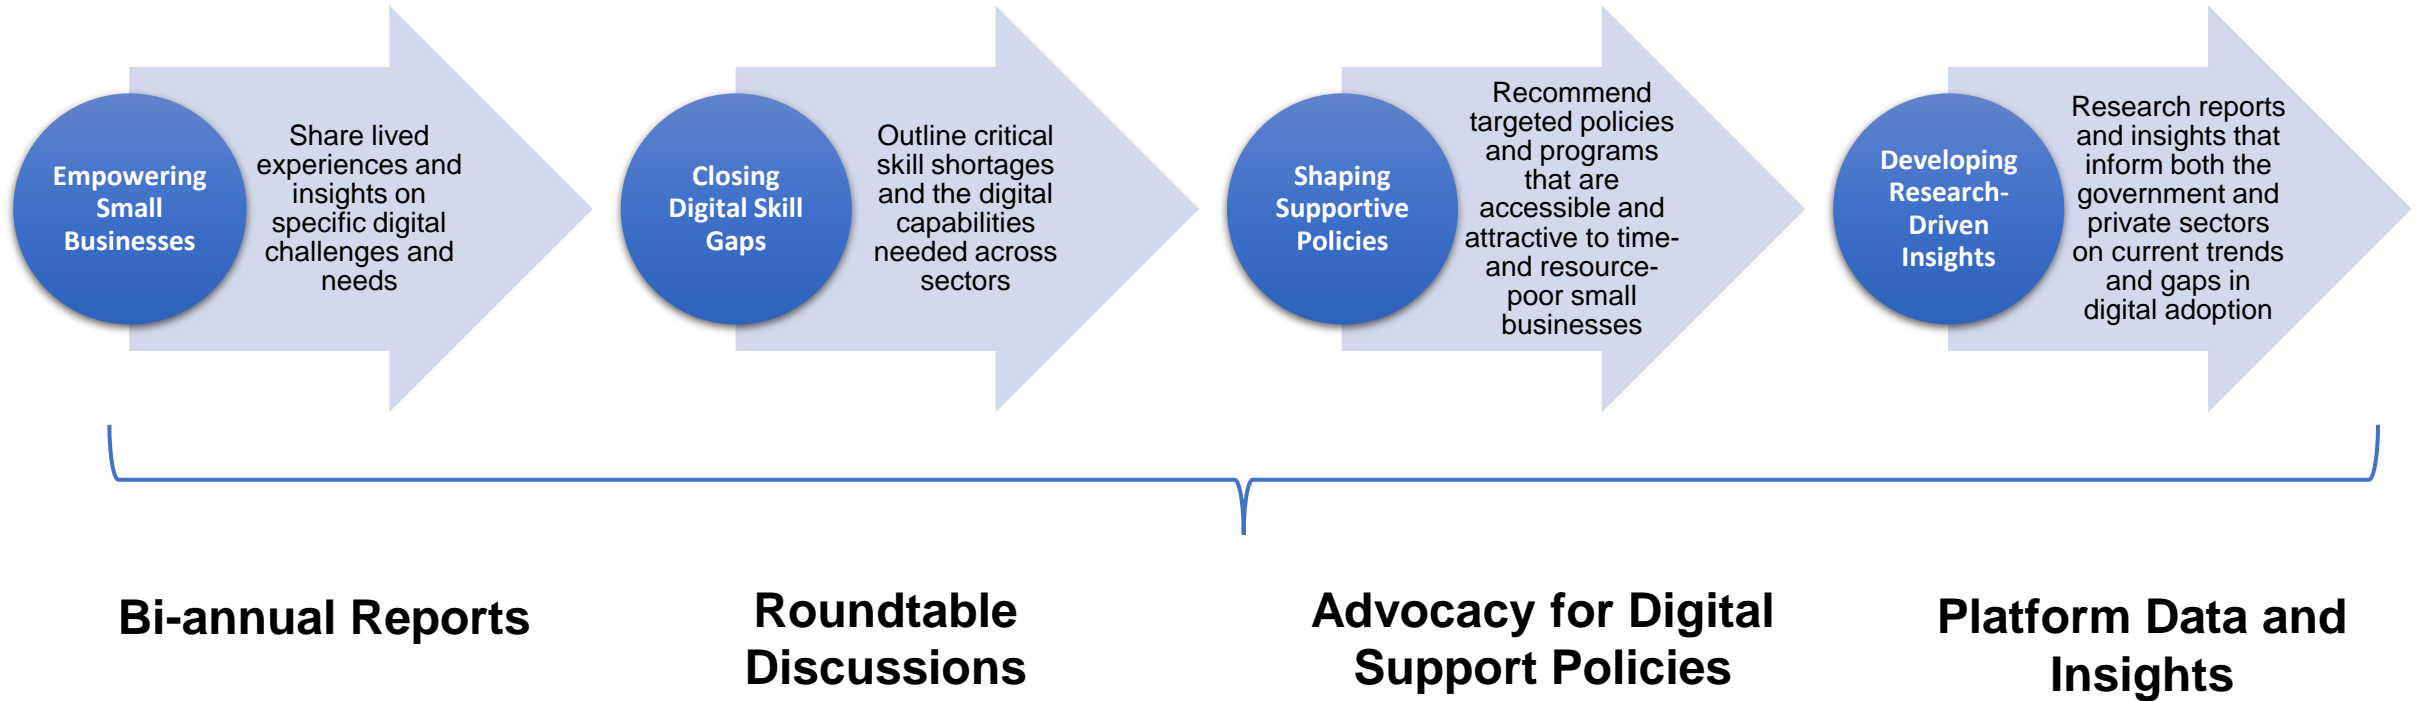 Empowering
Small
Businesses
Share lived
experiences and
insights on
specific digital
challenges and
needs
Closing
Digital Skill
Gaps
Outline critical
skill shortages
and the digital
capabilities
needed across
sectors
Shaping
Supportive
Policies
Recommend
targeted policies
and programs
that are
accessible and
attractive to time-
and resource-
poor small
businesses
Developing
Research-
Driven
Insights
Research reports
and insights that
inform both the
government and
private sectors
on current trends
and gaps in
digital adoption
Bi-annual Reports
Roundtable
Discussions
Advocacy for Digital
Support Policies
Platform Data and
Insights